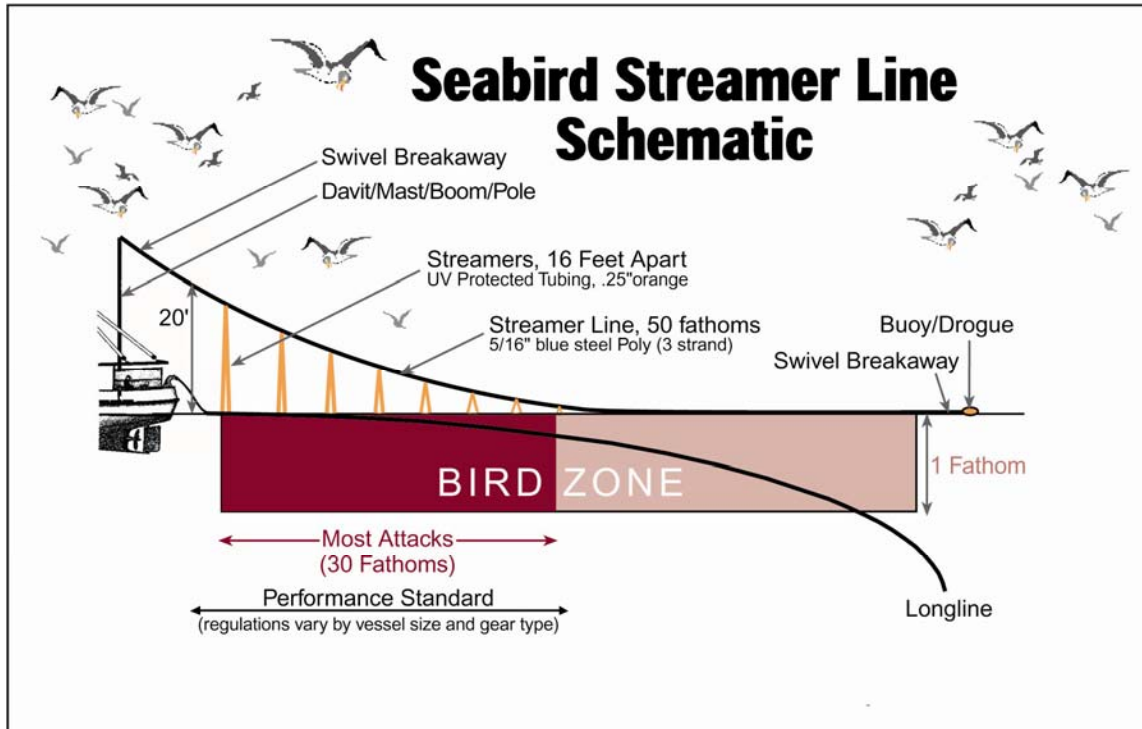 Seabird Streamer Line
Schematic
Swivel Breakaway
Davit/Mast/Boom/Pole
Streamers, 16 Feet Apart
UV Protected Tubing, .25"orange
20'
Streamer Line, 50 fathoms
5/16" blue steel Poly (3 strand)
Buoy/Drogue
Swivel Breakaway
BIRD ZONE
1 Fathom
Most Attacks
(30 Fathoms)
Performance Standard
(regulations vary by vessel size and gear type)
Longline